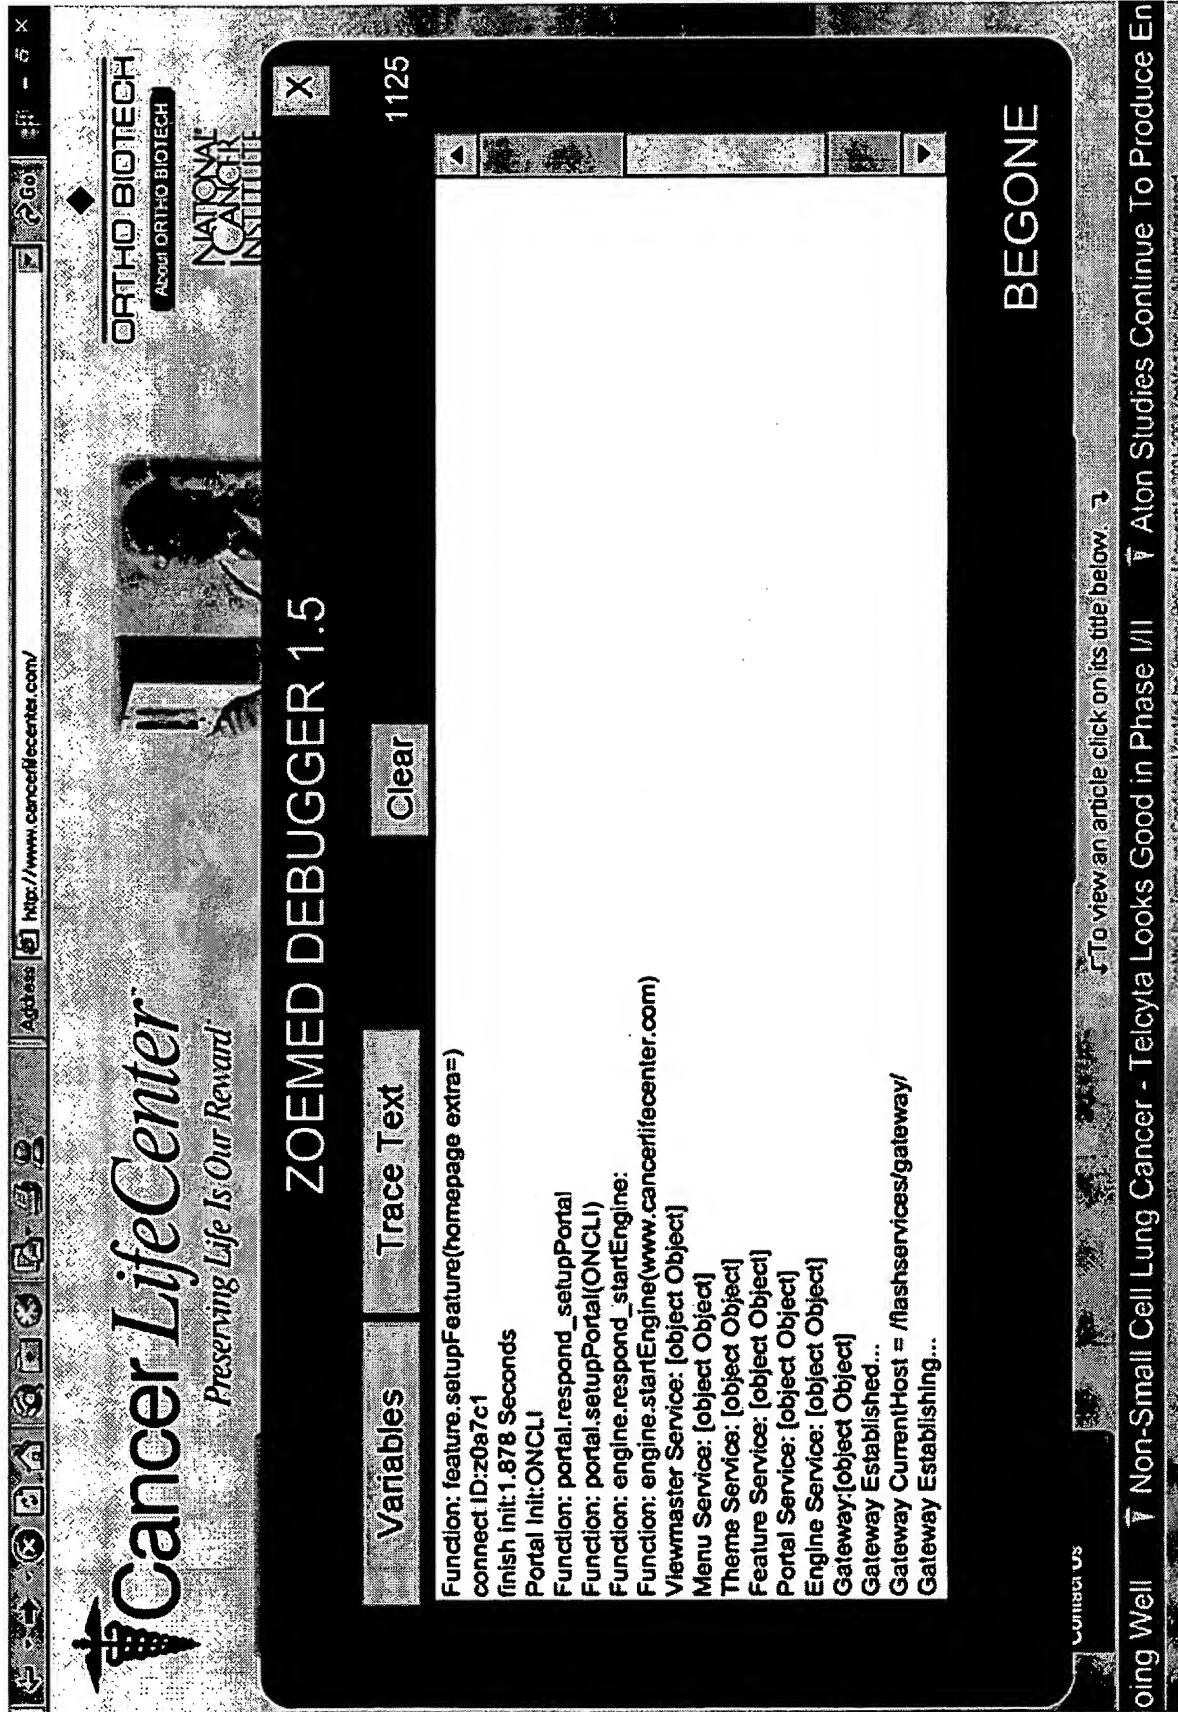 Address http://www.cancerlifecenter.com/ Go
Cancer LifeCenter
Preserving Life Is Our Reward
ORTHO BIOTECH
About ORTHO BIOTECH
NATIONAL
CANCER
INSTITUTE
ZOEMED DEBUGGER 1.5
X
Variables
Trace Text
Clear
1125
Function: feature.setupFeature(homepage extra=)
connect ID:z0a7c1
finish init:1.878 Seconds
Portal Init:ONCLI
Function: portal.respond_setupPortal
Function: portal.setupPortal(ONCLI)
Function: engine.respond_startEngine:
Function: engine.startEngine(www.cancerlifecenter.com)
Viewmaster Service: [object Object]
Menu Service: [object Object]
Theme Service: [object Object]
Feature Service: [object Object]
Portal Service: [object Object]
Engine Service: [object Object]
Gateway:[object Object]
Gateway Established...
Gateway CurrentHost = /flashservices/gateway/
Gateway Establishing...
BEGONE
Contact Us
To view an article click on its title below.
oing Well Non-Small Cell Lung Cancer - Telcyta Looks Good in Phase I/II Aton Studies Continue To Produce En